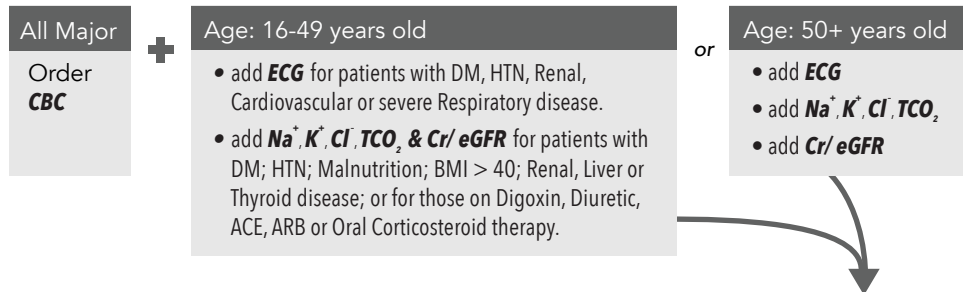 All Major
Order
CBC
+
Age: 16-49 years old
• add ECG for patients with DM, HTN, Renal,
Cardiovascular or severe Respiratory disease.
• add Na⁺, K⁺, Cl⁻, TCO₂ & Cr/ eGFR for patients with
DM; HTN; Malnutrition; BMI > 40; Renal, Liver or
Thyroid disease; or for those on Digoxin, Diuretic,
ACE, ARB or Oral Corticosteroid therapy.
or
Age: 50+ years old
• add ECG
• add Na⁺, K⁺, Cl⁻, TCO₂
• add Cr/ eGFR